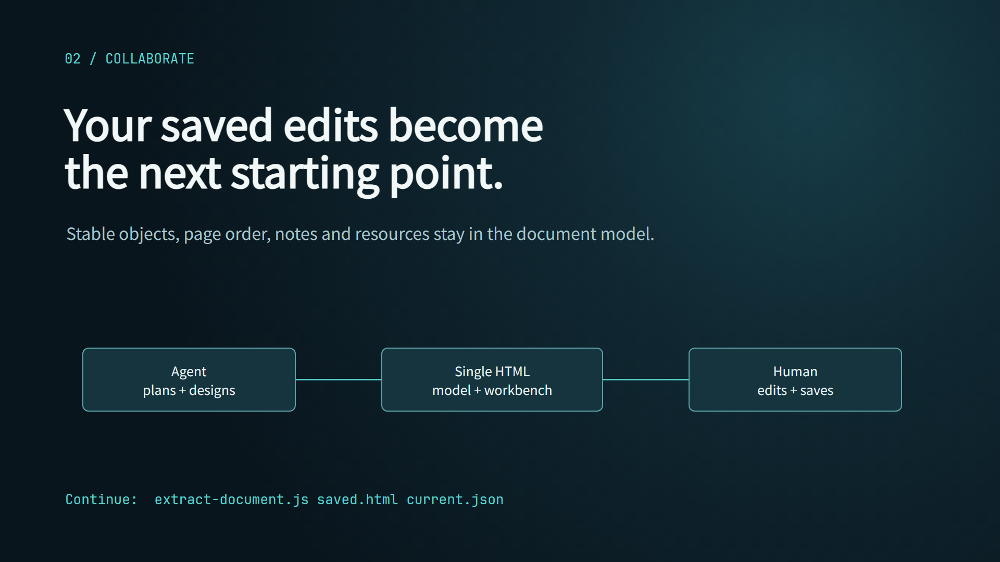 02 / COLLABORATE
Your saved edits become
the next starting point.
Stable objects, page order, notes and resources stay in the document model.
Agent
plans + designs
Single HTML
model + workbench
Human
edits + saves
Continue:  extract-document.js saved.html current.json